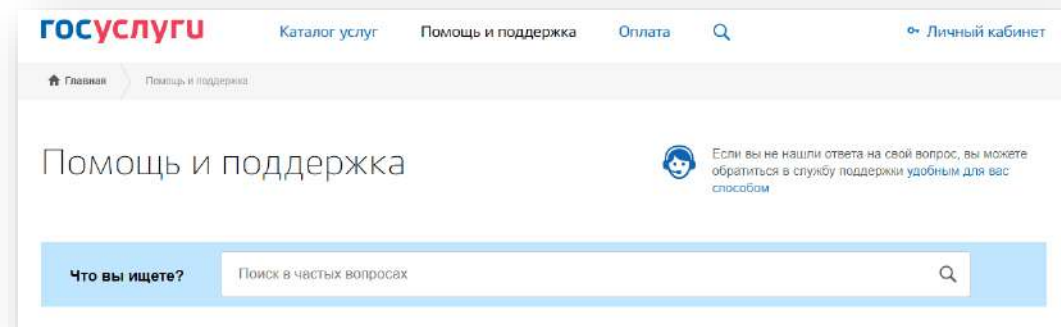 госуслуги Каталог услуг Помощь и поддержка Оплата Личный кабинет
Главная Помощь и поддержка
Помощь и поддержка
Если вы не нашли ответа на свой вопрос, вы можете
обратиться в службу поддержки удобным для вас
способом
Что вы ищете? Поиск в частых вопросах